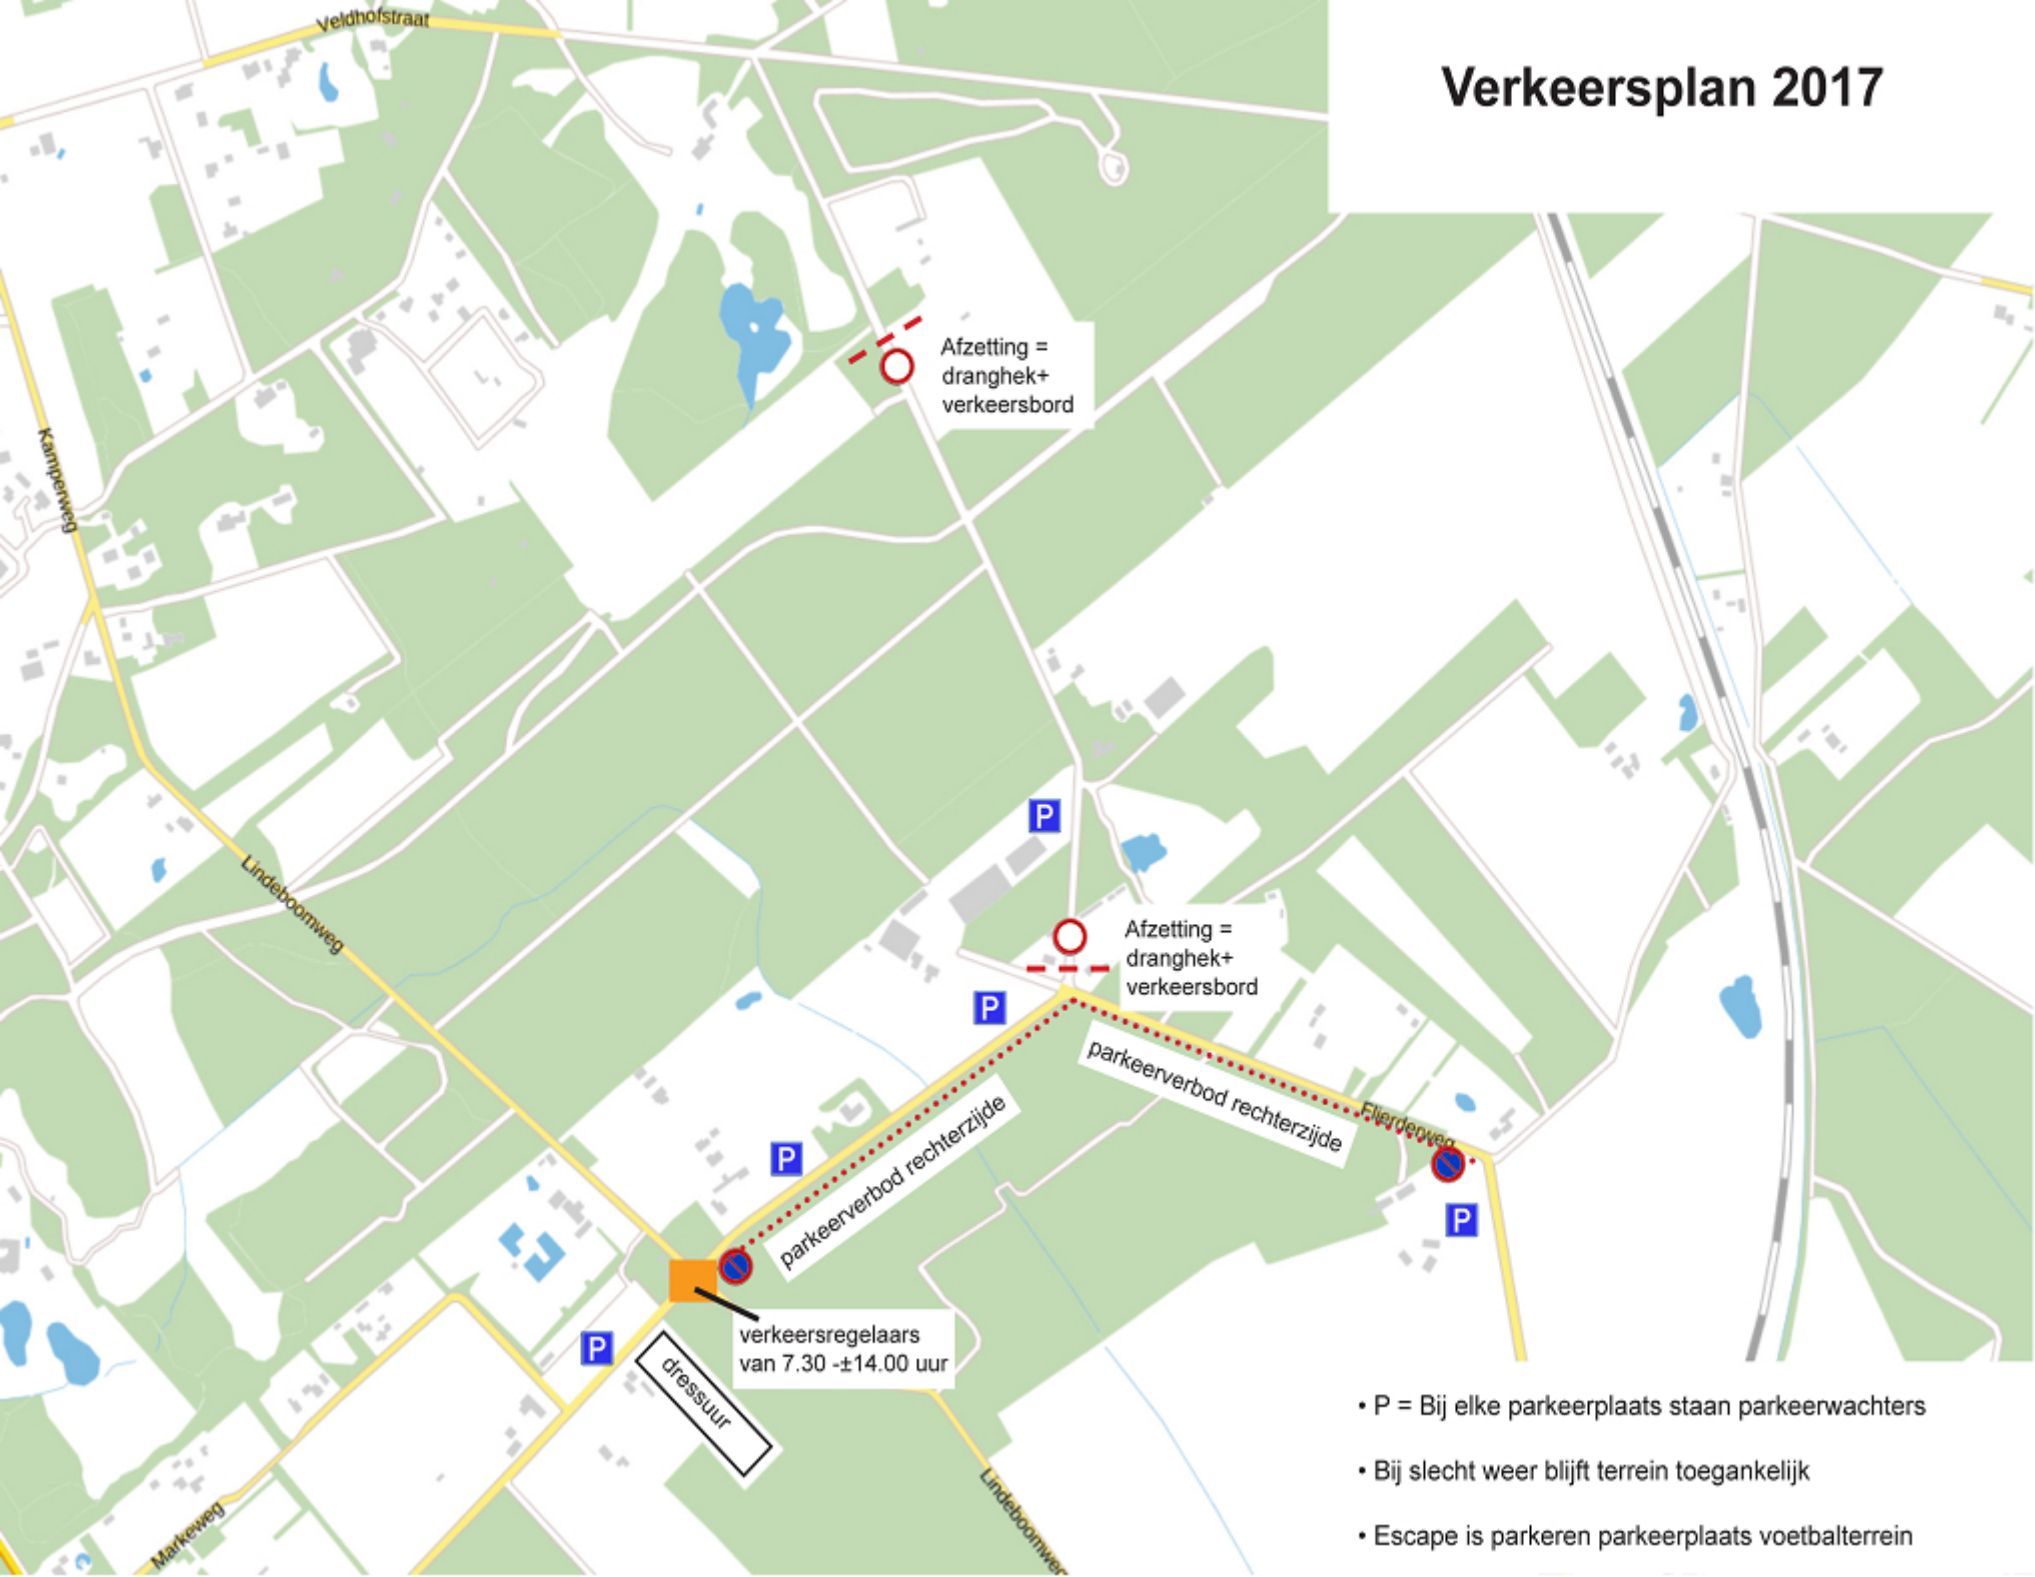 Veldhofstraat
Verkeersplan 2017
Afzetting =
dranghek+
verkeersbord
Kamperweg
P
Lindeboomweg
Afzetting =
dranghek+
verkeersbord
P
parkeerverbod rechterzijde
Flierderweg
parkeerverbod rechterzijde
P
P
verkeersregelaars
van 7.30 -±14.00 uur
P
dressuur
• P = Bij elke parkeerplaats staan parkeerwachters
• Bij slecht weer blijft terrein toegankelijk
• Escape is parkeren parkeerplaats voetbalterrein
Markeweg
Lindeboomweg